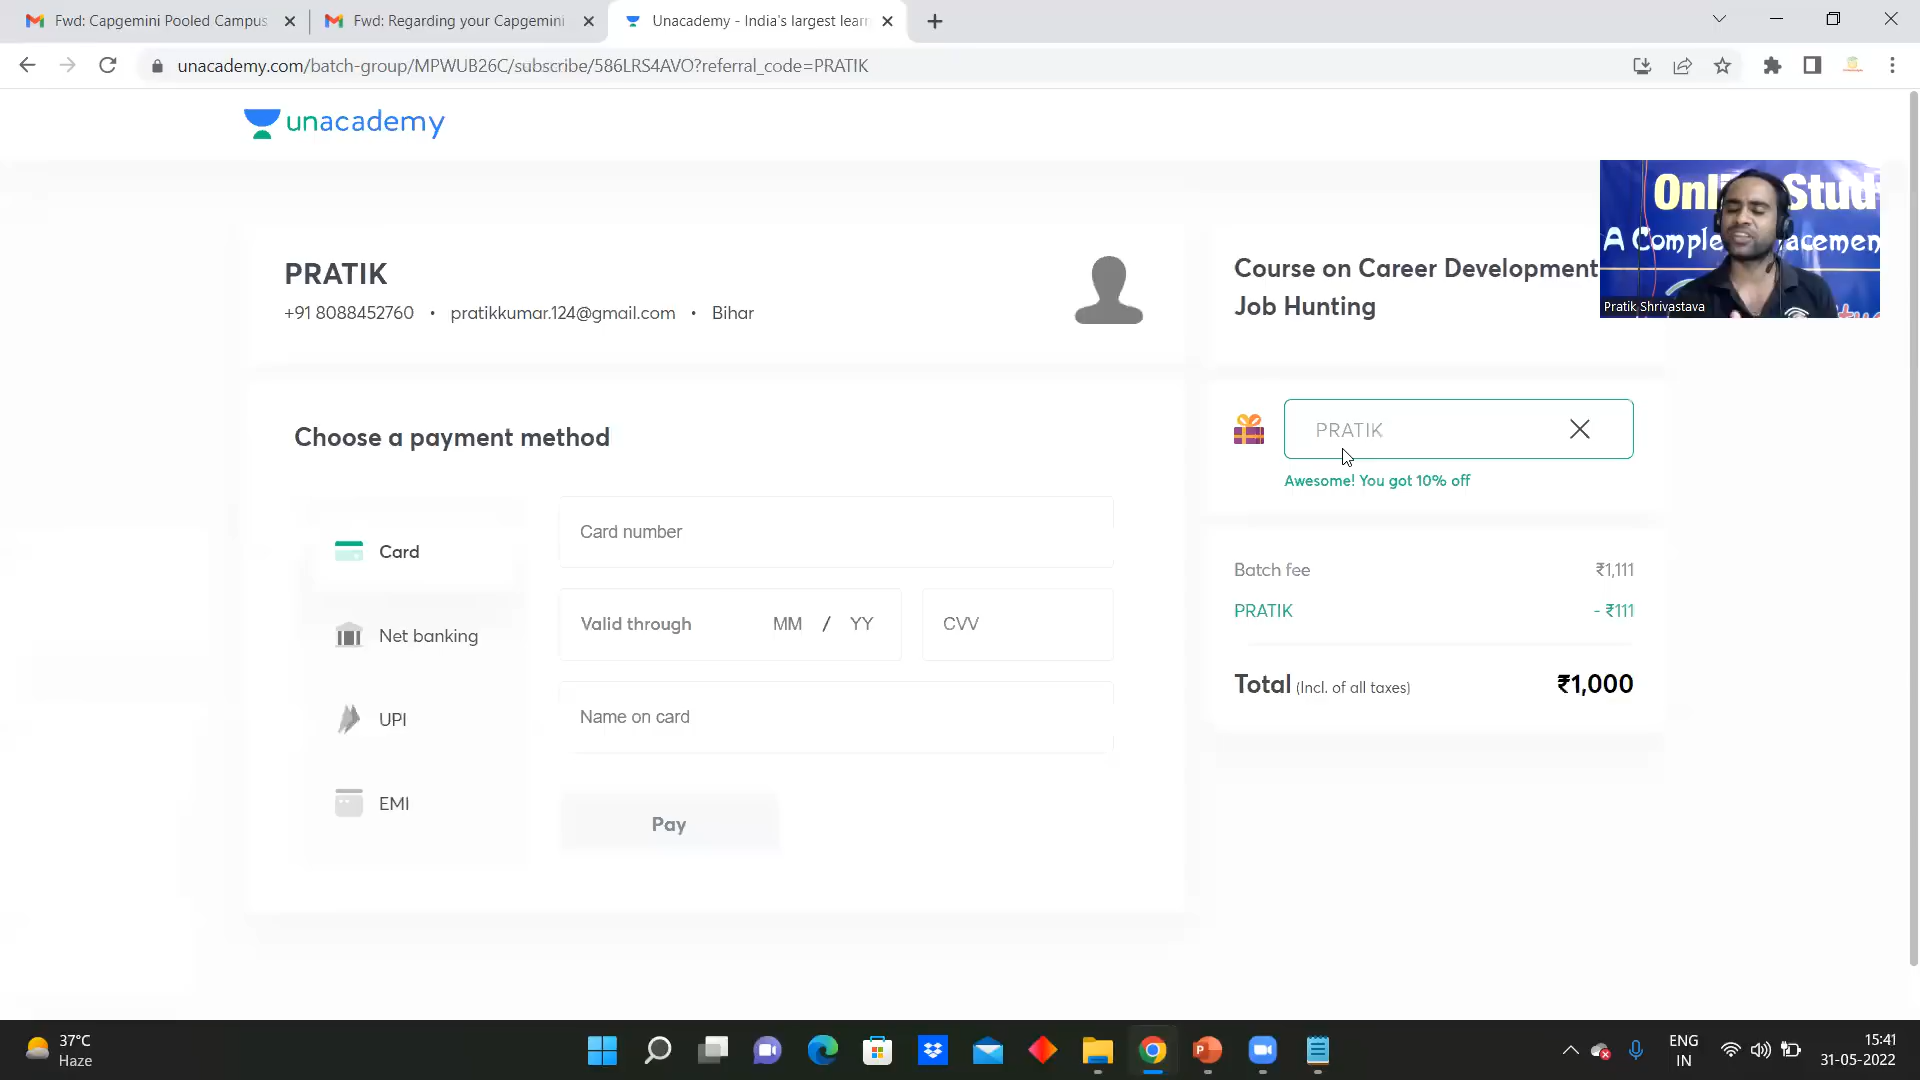 Fwd: Capgemini Pooled Campus
Fwd: Regarding your Capgemini
Unacademy - India's largest lear
unacademy.com/batch-group/MPWUB26C/subscribe/586LRS4AVO?referral_code=PRATIK
unacademy
PRATIK
+91 8088452760 • pratikkumar.124@gmail.com • Bihar
Course on Career Development
Job Hunting
Onli Stud
A Comple acemen
Pratik Shrivastava
PRATIK
Awesome! You got 10% off
Choose a payment method
Card
Net banking
UPI
EMI
Card number
Valid through MM / YY
CVV
Name on card
Pay
Batch fee ₹1,111
PRATIK - ₹111
Total (Incl. of all taxes) ₹1,000
37°C
Haze
ENG
IN
15:41
31-05-2022